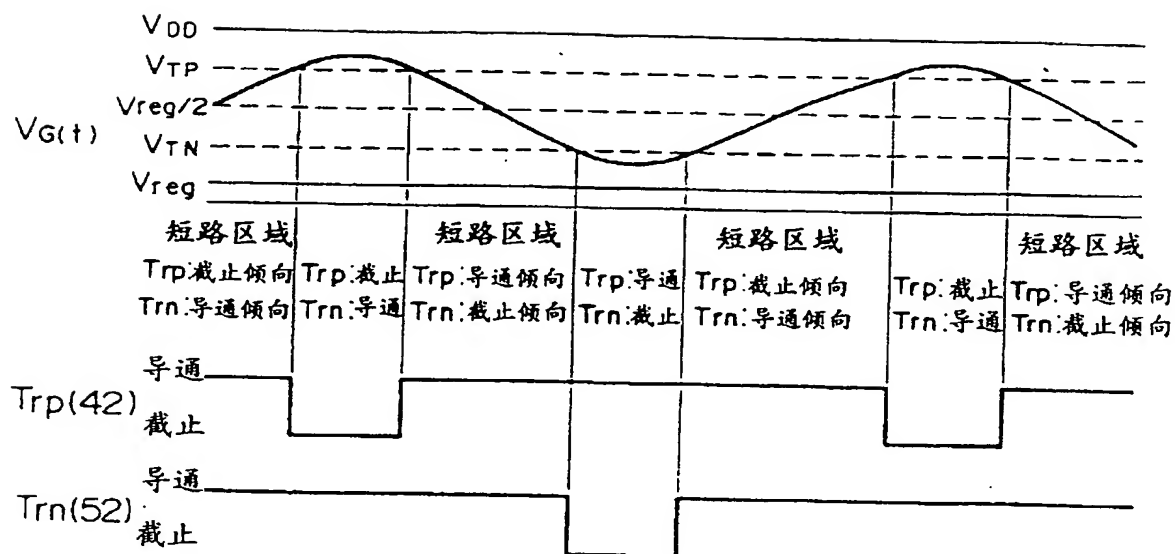 VDD
VTP
Vreg/2
VG(t)
VTN
Vreg
短路区域 短路区域 短路区域 短路区域
Trp:截止倾向 Trp:截止 Trp:导通倾向 Trp:导通 Trp:截止倾向 Trp:截止 Trp:导通倾向
Trn:导通倾向 Trn:导通 Trn:截止倾向 Trn:截止 Trn:导通倾向 Trn:导通 Trn:截止倾向
导通
Trp(42)
截止
导通
Trn(52)
截止